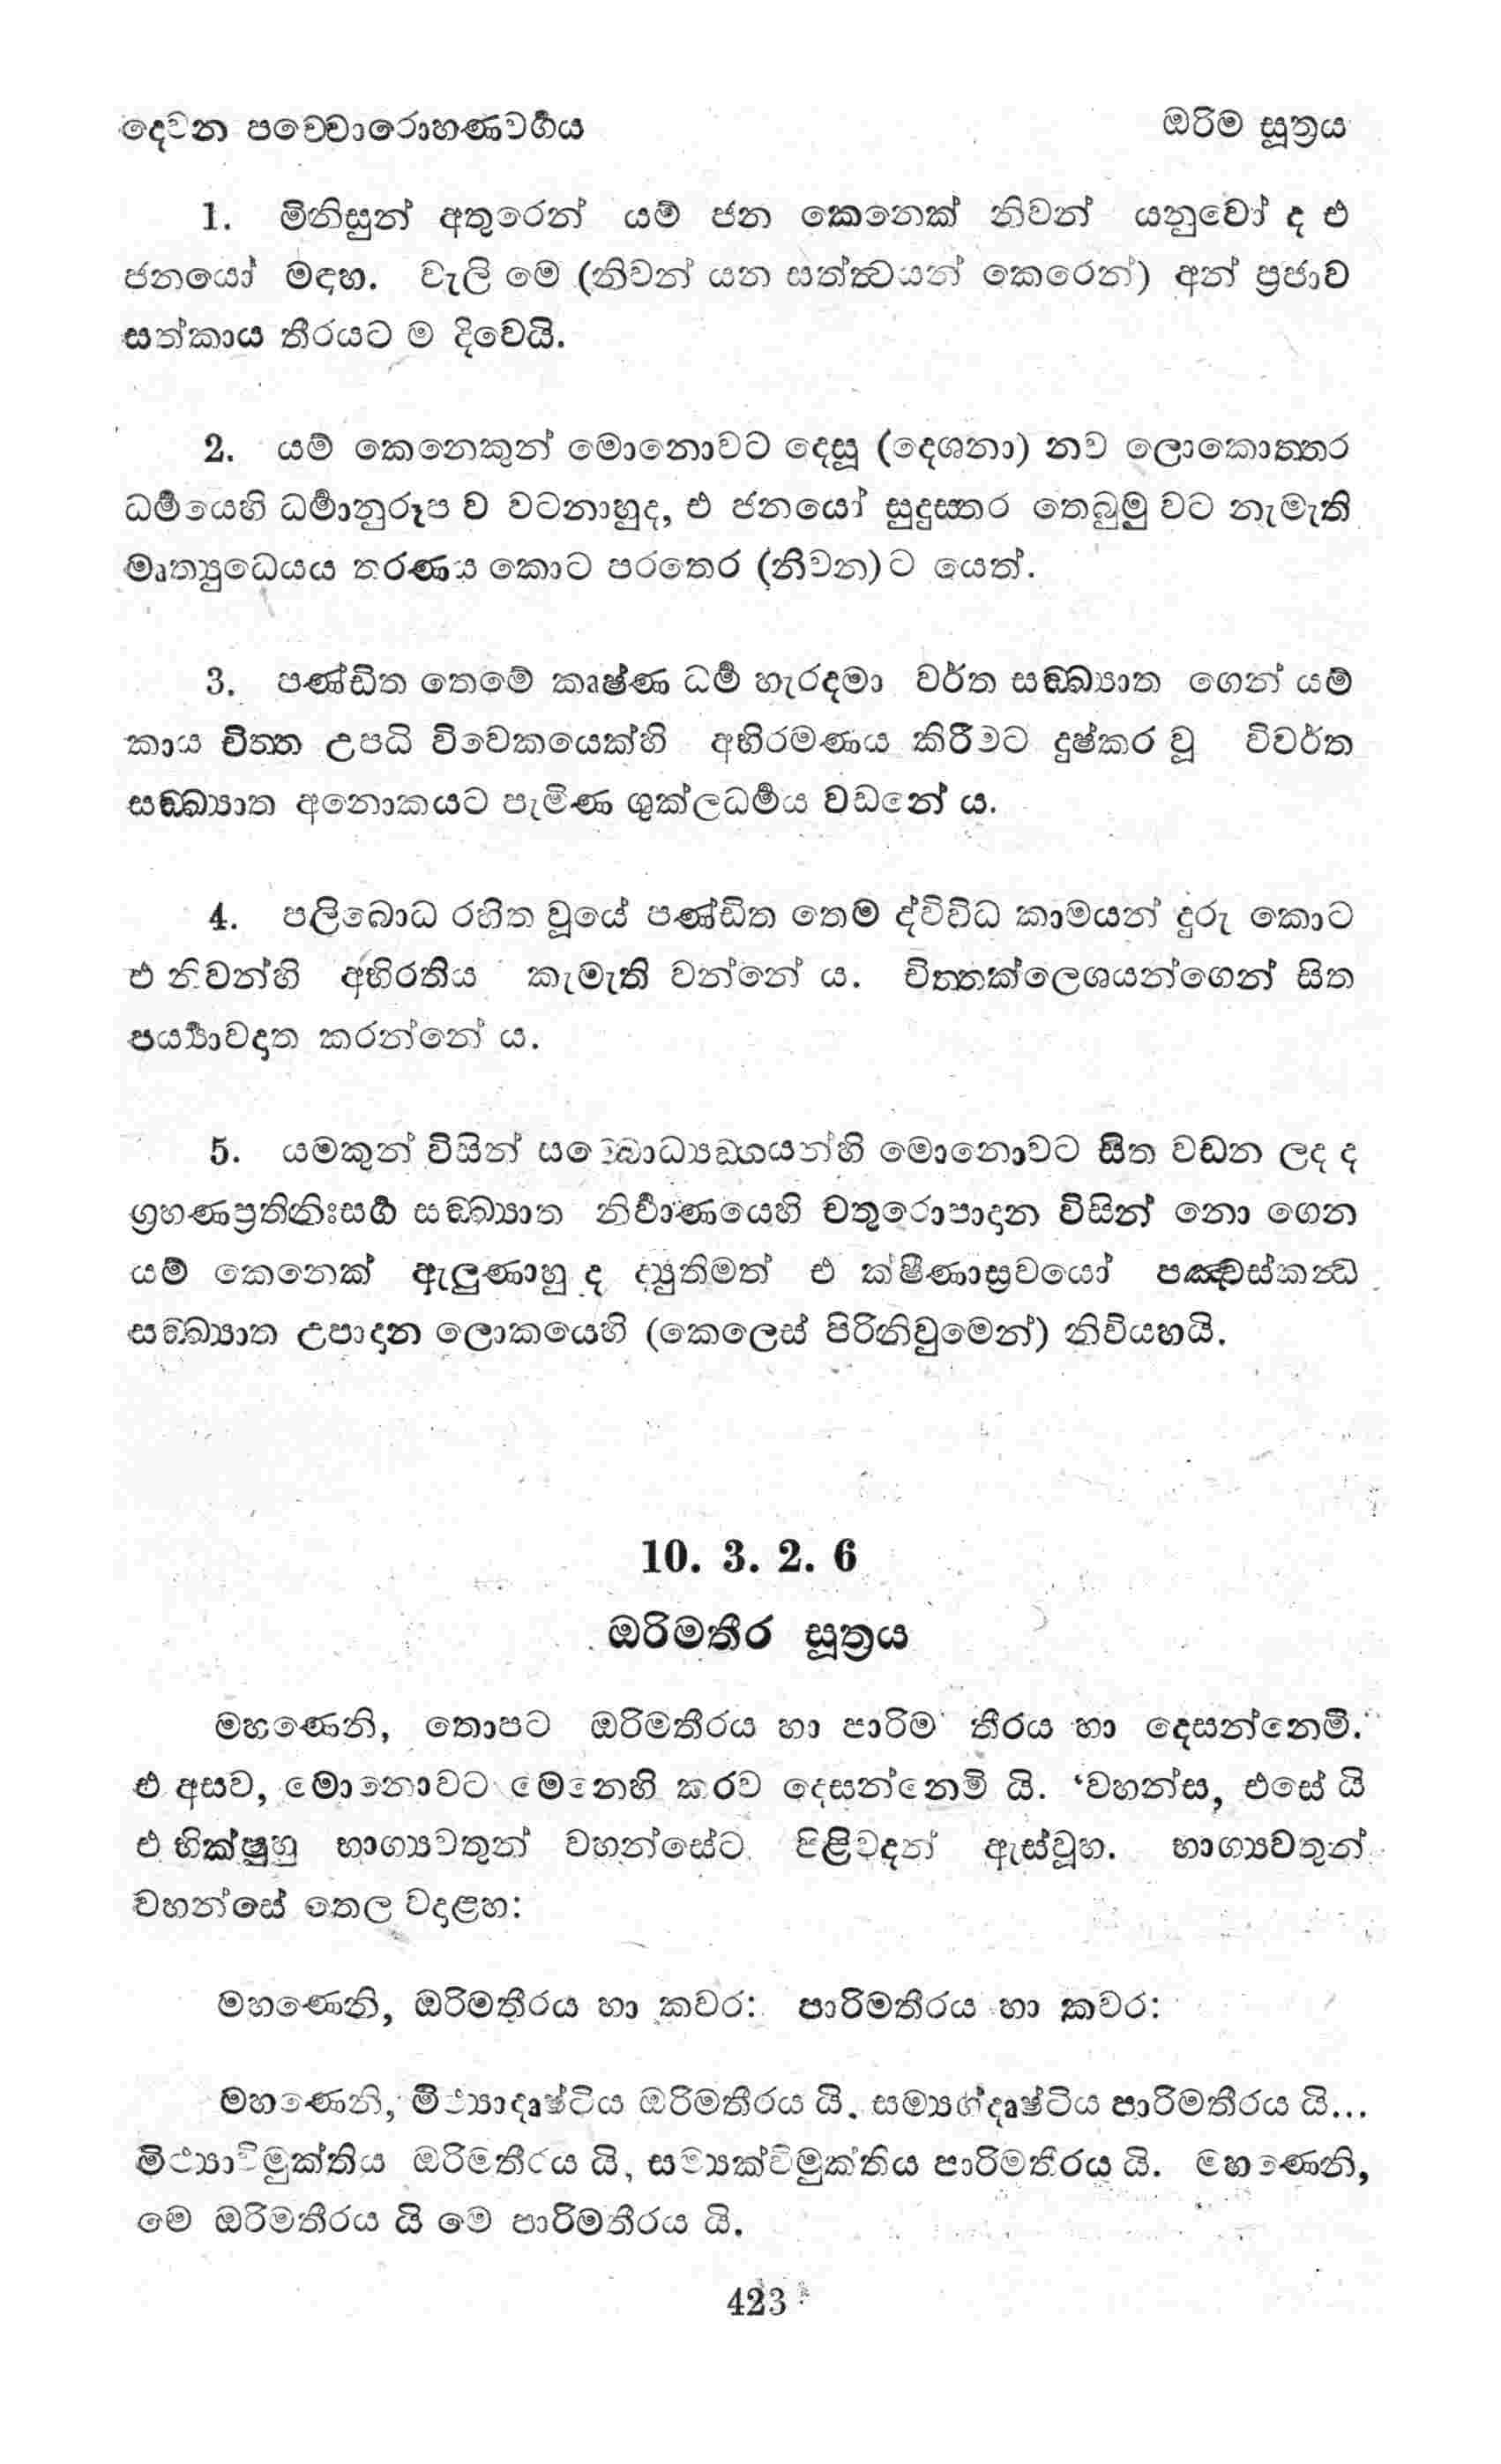 දෙවන පච්චොරොහණවර්‍ගය ඔරිම සූත්‍රය
1. මිනිසුන් අතුරෙන් යම් ජන කෙනෙක් නිවන් යනුවෝ ද එ
ජනයෝ මඳහ. වැලි මෙ (නිවන් යන සත්ත්‍වයන් කෙරෙන්) අන් ප්‍රජාව
සත්කාය තීරයට ම දිවෙයි.
2. යම් කෙනෙකුන් මොනොවට දෙසූ (දෙශනා) නව ලොකොත්තර
ධර්‍මයෙහි ධර්‍මානුරූප ව වටනාහුද, එ ජනයෝ සුදුස්තර තෙබුමු වට නැමැති
මෘත්‍යුධෙයය තරණය කොට පරතෙර (නිවන)ට යෙත්.
3. පණ්ඩිත තෙමේ කෘෂ්ණ ධර්‍ම හැරදමා වර්ත සඞ්ඛ්‍යාත ගෙන් යම්
කාය චිත්ත උපධි විවෙකයෙක්හි අභිරමණය කිරීමට දුෂ්කර වූ විවර්ත
සඞ්ඛ්‍යාත අනොකයට පැමිණ ශුක්ලධර්‍මය වඩනේ ය.
4. පලිබොධ රහිත වූයේ පණ්ඩිත තෙම ද්විවිධ කාමයන් දුරු කොට
එ නිවන්හි අභිරතිය කැමැති වන්නේ ය. චිත්තක්ලෙශයන්ගෙන් සිත
පර්‍ය්‍යාවදාත කරන්නේ ය.
5. යමකුන් විසින් සම්බොධ්‍යඞ්ගයන්හි මොනොවට සිත වඩන ලද ද
ග්‍රහණප්‍රතිනිඃසර්‍ග සඞ්ඛ්‍යාත නිර්‍වාණයෙහි චතුරොපාදාන විසින් නො ගෙන
යම් කෙනෙක් ඇලුණාහු ද ද්‍යුතිමත් එ ක්ෂීණාස්‍රවයෝ පඤ්චස්කන්‍ධ
සඞ්ඛ්‍යාත උපාදාන ලොකයෙහි (කෙලෙස් පිරිනිවුමෙන්) නිවියහයි.
10. 3. 2. 6
ඔරිමතීර සූත්‍රය
මහණෙනි, තොපට ඔරිමතීරය හා පාරිම තීරය හා දෙසන්නෙමි.
එ අසව, මොනොවට මෙනෙහි කරව දෙසන්නෙමි යි. ‘වහන්ස, එසේ යි
එ භික්ෂුහු භාග්‍යවතුන් වහන්සේට පිළිවදන් ඇස්වූහ. භාග්‍යවතුන්
වහන්සේ තෙල වදාළහ:
මහණෙනි, ඔරිමතීරය හා කවර: පාරිමතීරය හා කවර:
මහණෙනි, මිථ්‍යාදෘෂ්ටිය ඔරිමතීරය යි. සම්‍යග්දෘෂ්ටිය පාරිමතීරය යි...
මිථ්‍යාවිමුක්තිය ඔරිමතීරය යි, සම්‍යක්විමුක්තිය පාරිමතීරය යි. මහණෙනි,
මෙ ඔරිමතීරය යි මෙ පාරිමතීරය යි.
423